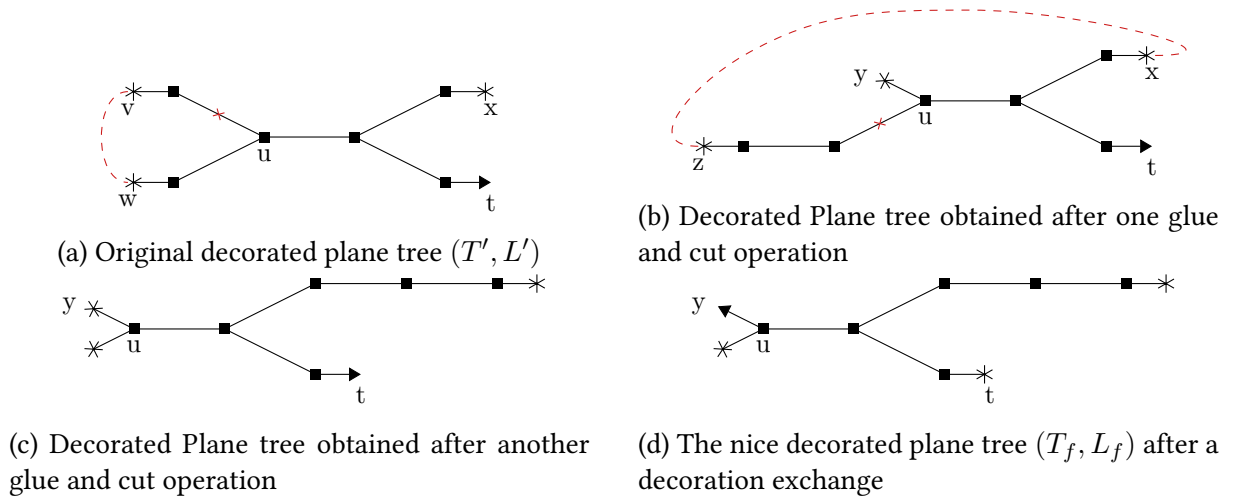 v
x
u
w
t
(a) Original decorated plane tree (T′, L′)
y
x
u
z
t
(b) Decorated Plane tree obtained after one glue
and cut operation
y
u
t
(c) Decorated Plane tree obtained after another
glue and cut operation
y
u
t
(d) The nice decorated plane tree (T_f, L_f) after a
decoration exchange